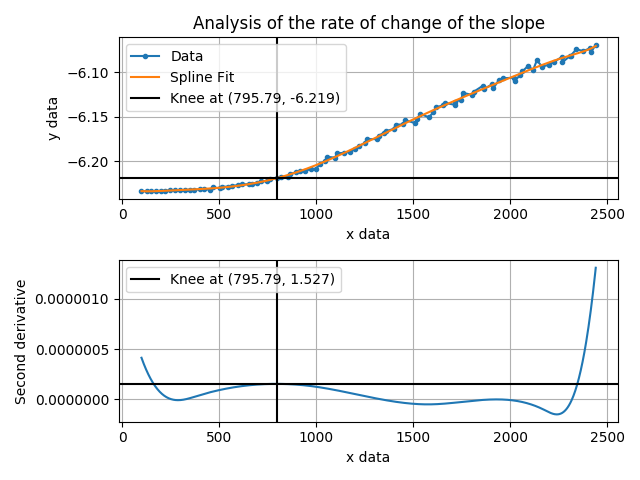 Analysis of the rate of change of the slope
Data
Spline Fit
Knee at (795.79, -6.219)
y data
−6.10
−6.15
−6.20
0
500
1000
1500
2000
2500
x data
Knee at (795.79, 1.527)
Second derivative
0.0000010
0.0000005
0.0000000
0
500
1000
1500
2000
2500
x data